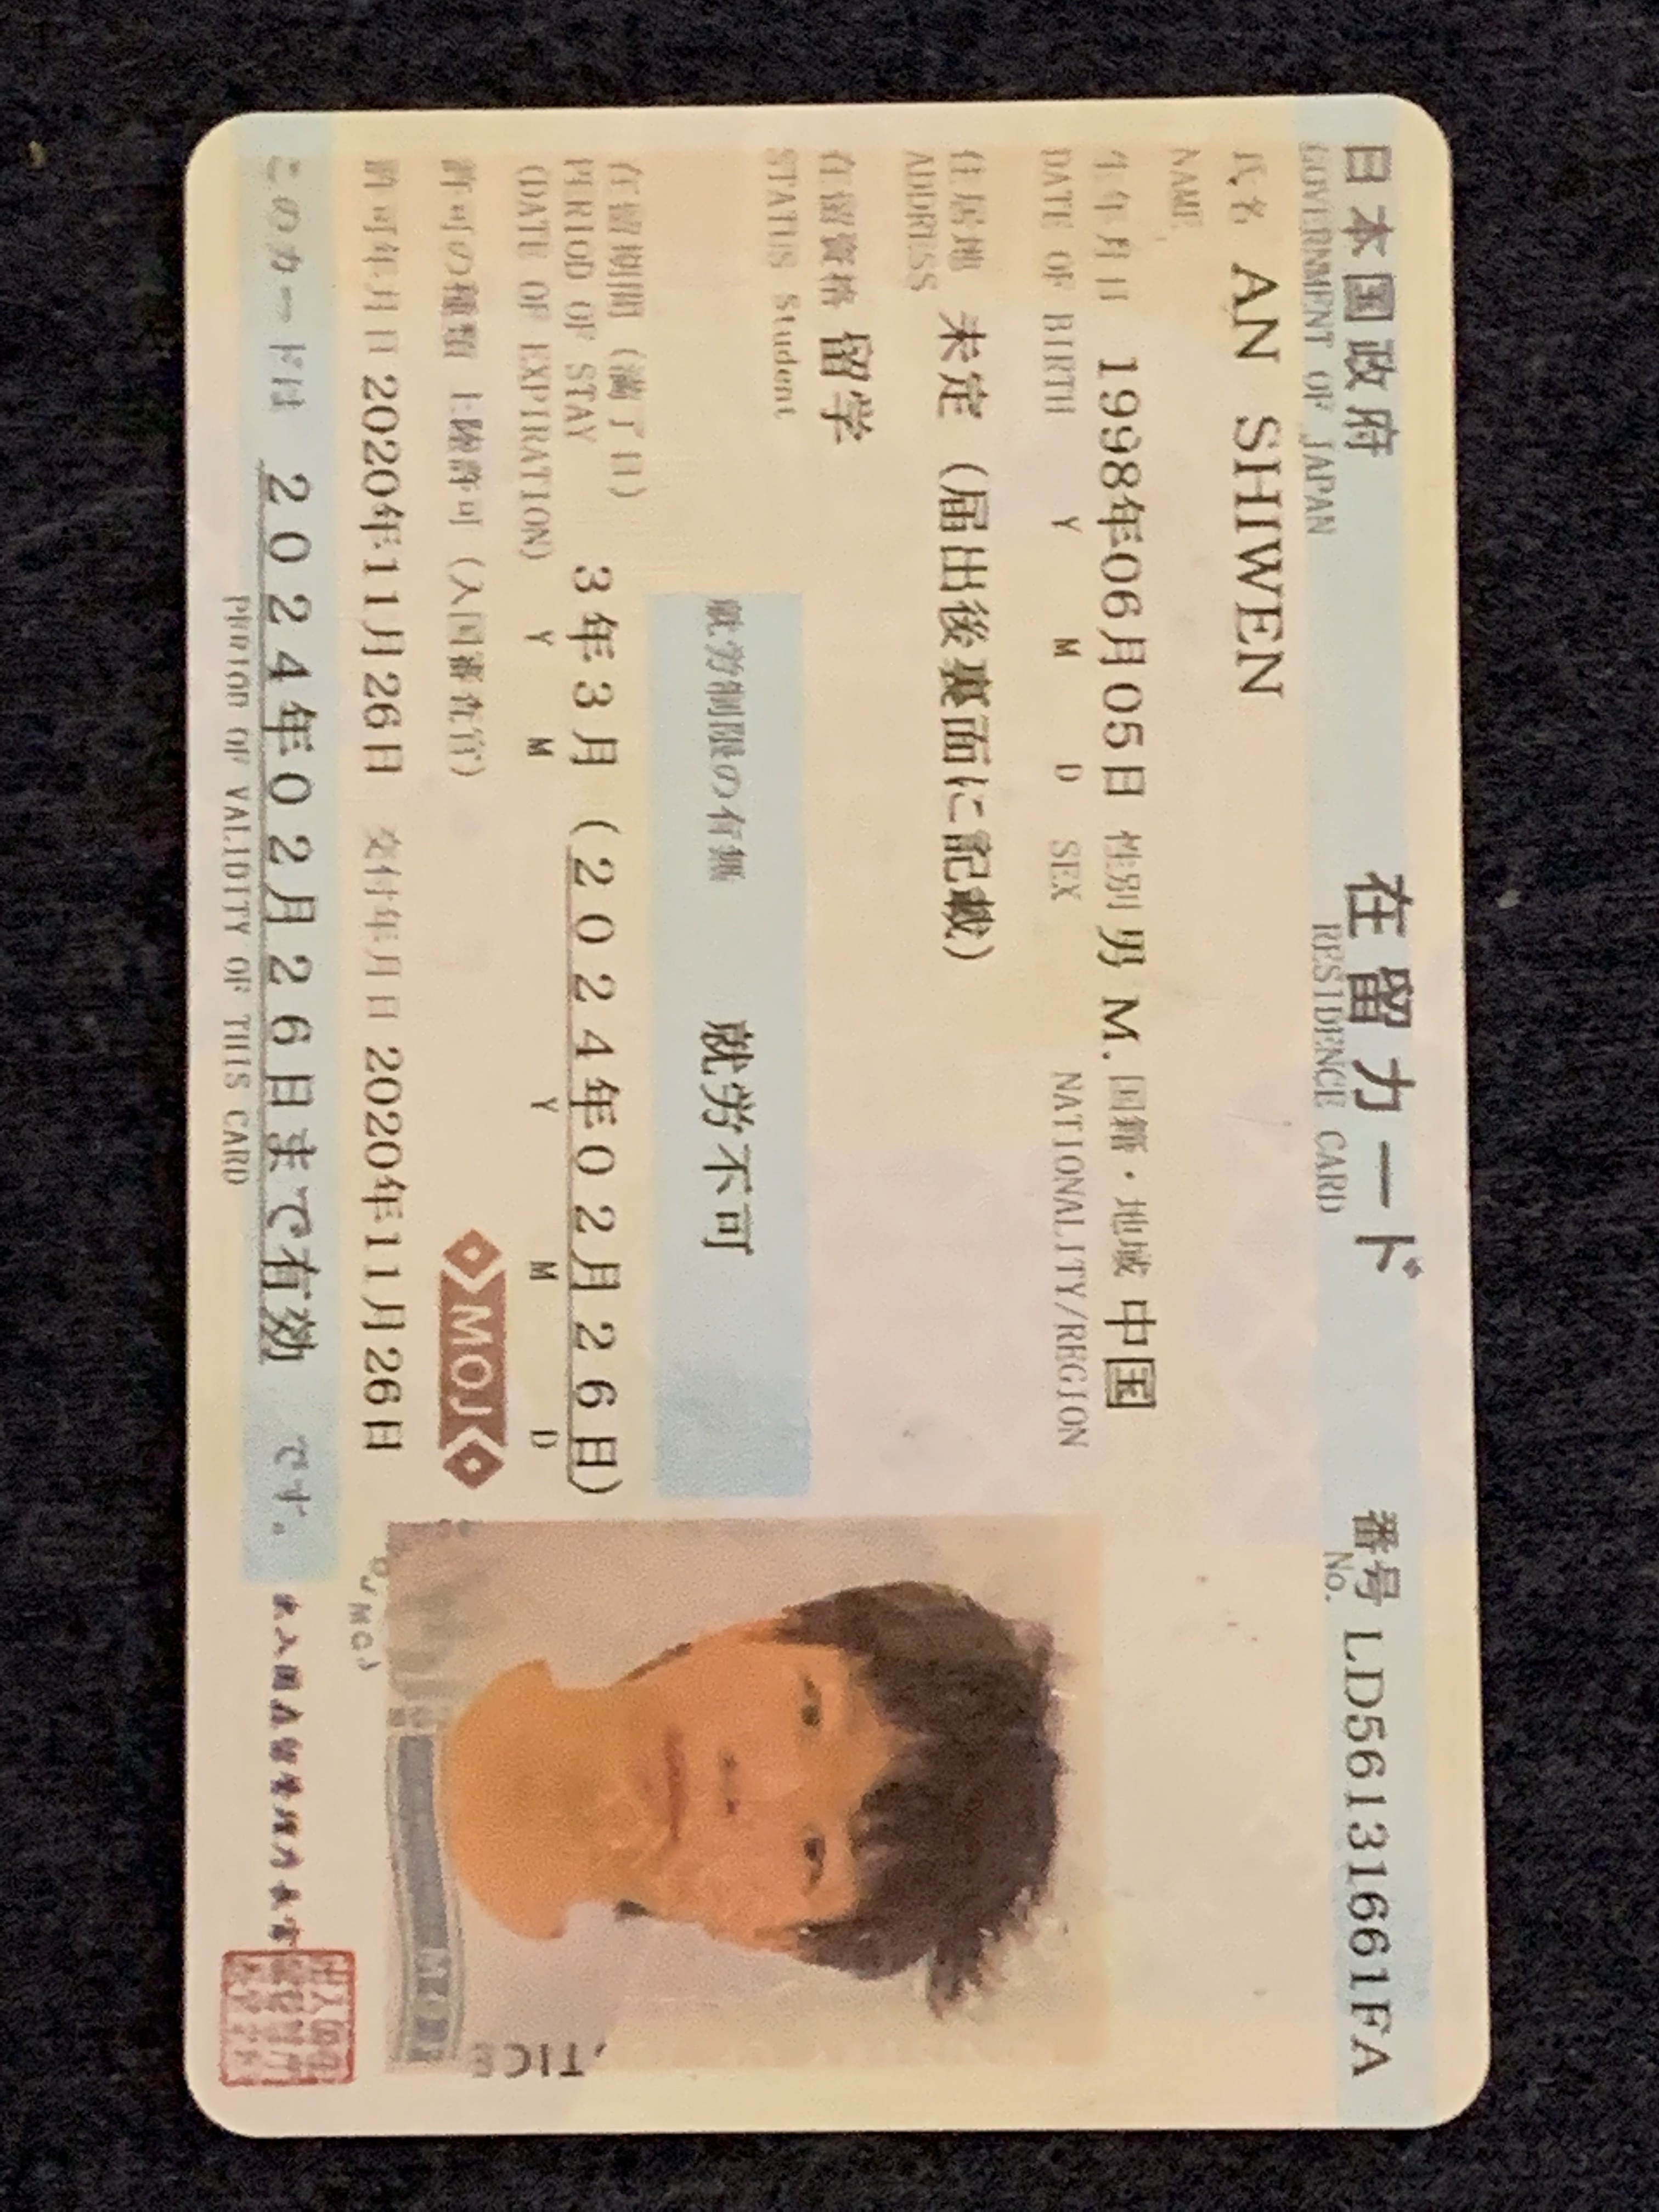 日本国政府 在留カード 番号 LD56131661FA
GOVERNMENT OF JAPAN RESIDENCE CARD No.
氏名 AN SHIWEN
NAME
生年月日 1998年06月05日 性別 男 M. 国籍・地域 中国
DATE OF BIRTH Y M D SEX NATIONALITY/REGION
住居地 未定（届出後裏面に記載）
ADDRESS
在留資格 留学
STATUS Student
就労制限の有無 就労不可
在留期間（満了日）
PERIOD OF STAY 3年3月（2024年02月26日）
(DATE OF EXPIRATION) Y M Y M D
許可の種類 上陸許可（入国審査官）
MOJ
許可年月日 2020年11月26日 交付年月日 2020年11月26日
このカードは 2024年02月26日まで有効 です。
PERIOD OF VALIDITY OF THIS CARD